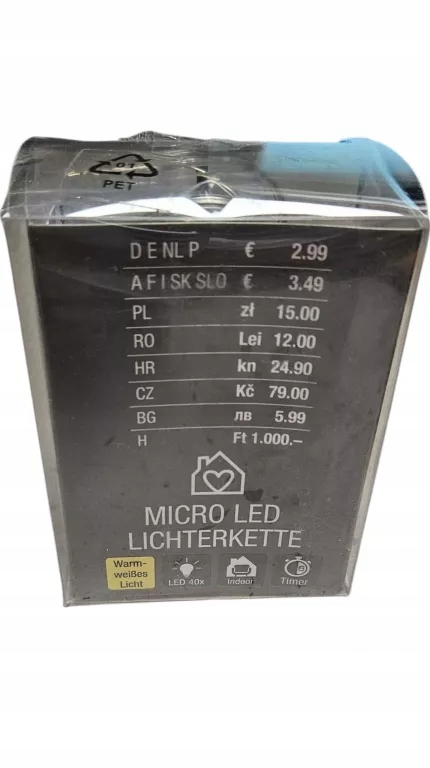 01
PET
D E NL P € 2.99
A FI SK SLO € 3.49
PL zł 15.00
RO Lei 12.00
HR kn 24.90
CZ Kč 79.00
BG лв 5.99
H Ft 1.000.–
MICRO LED
LICHTERKETTE
Warm-
weißes
Licht
LED 40x
Indoor
Timer